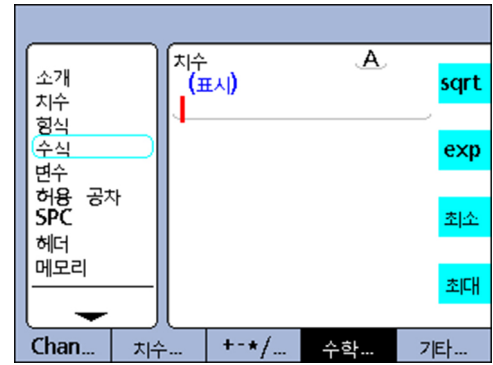 소개
치수
형식
수식
변수
허용 공차
SPC
헤더
메모리
치수
A
(표시)
sqrt
exp
최소
최대
Chan...
치수...
+-*/...
수학...
기타...